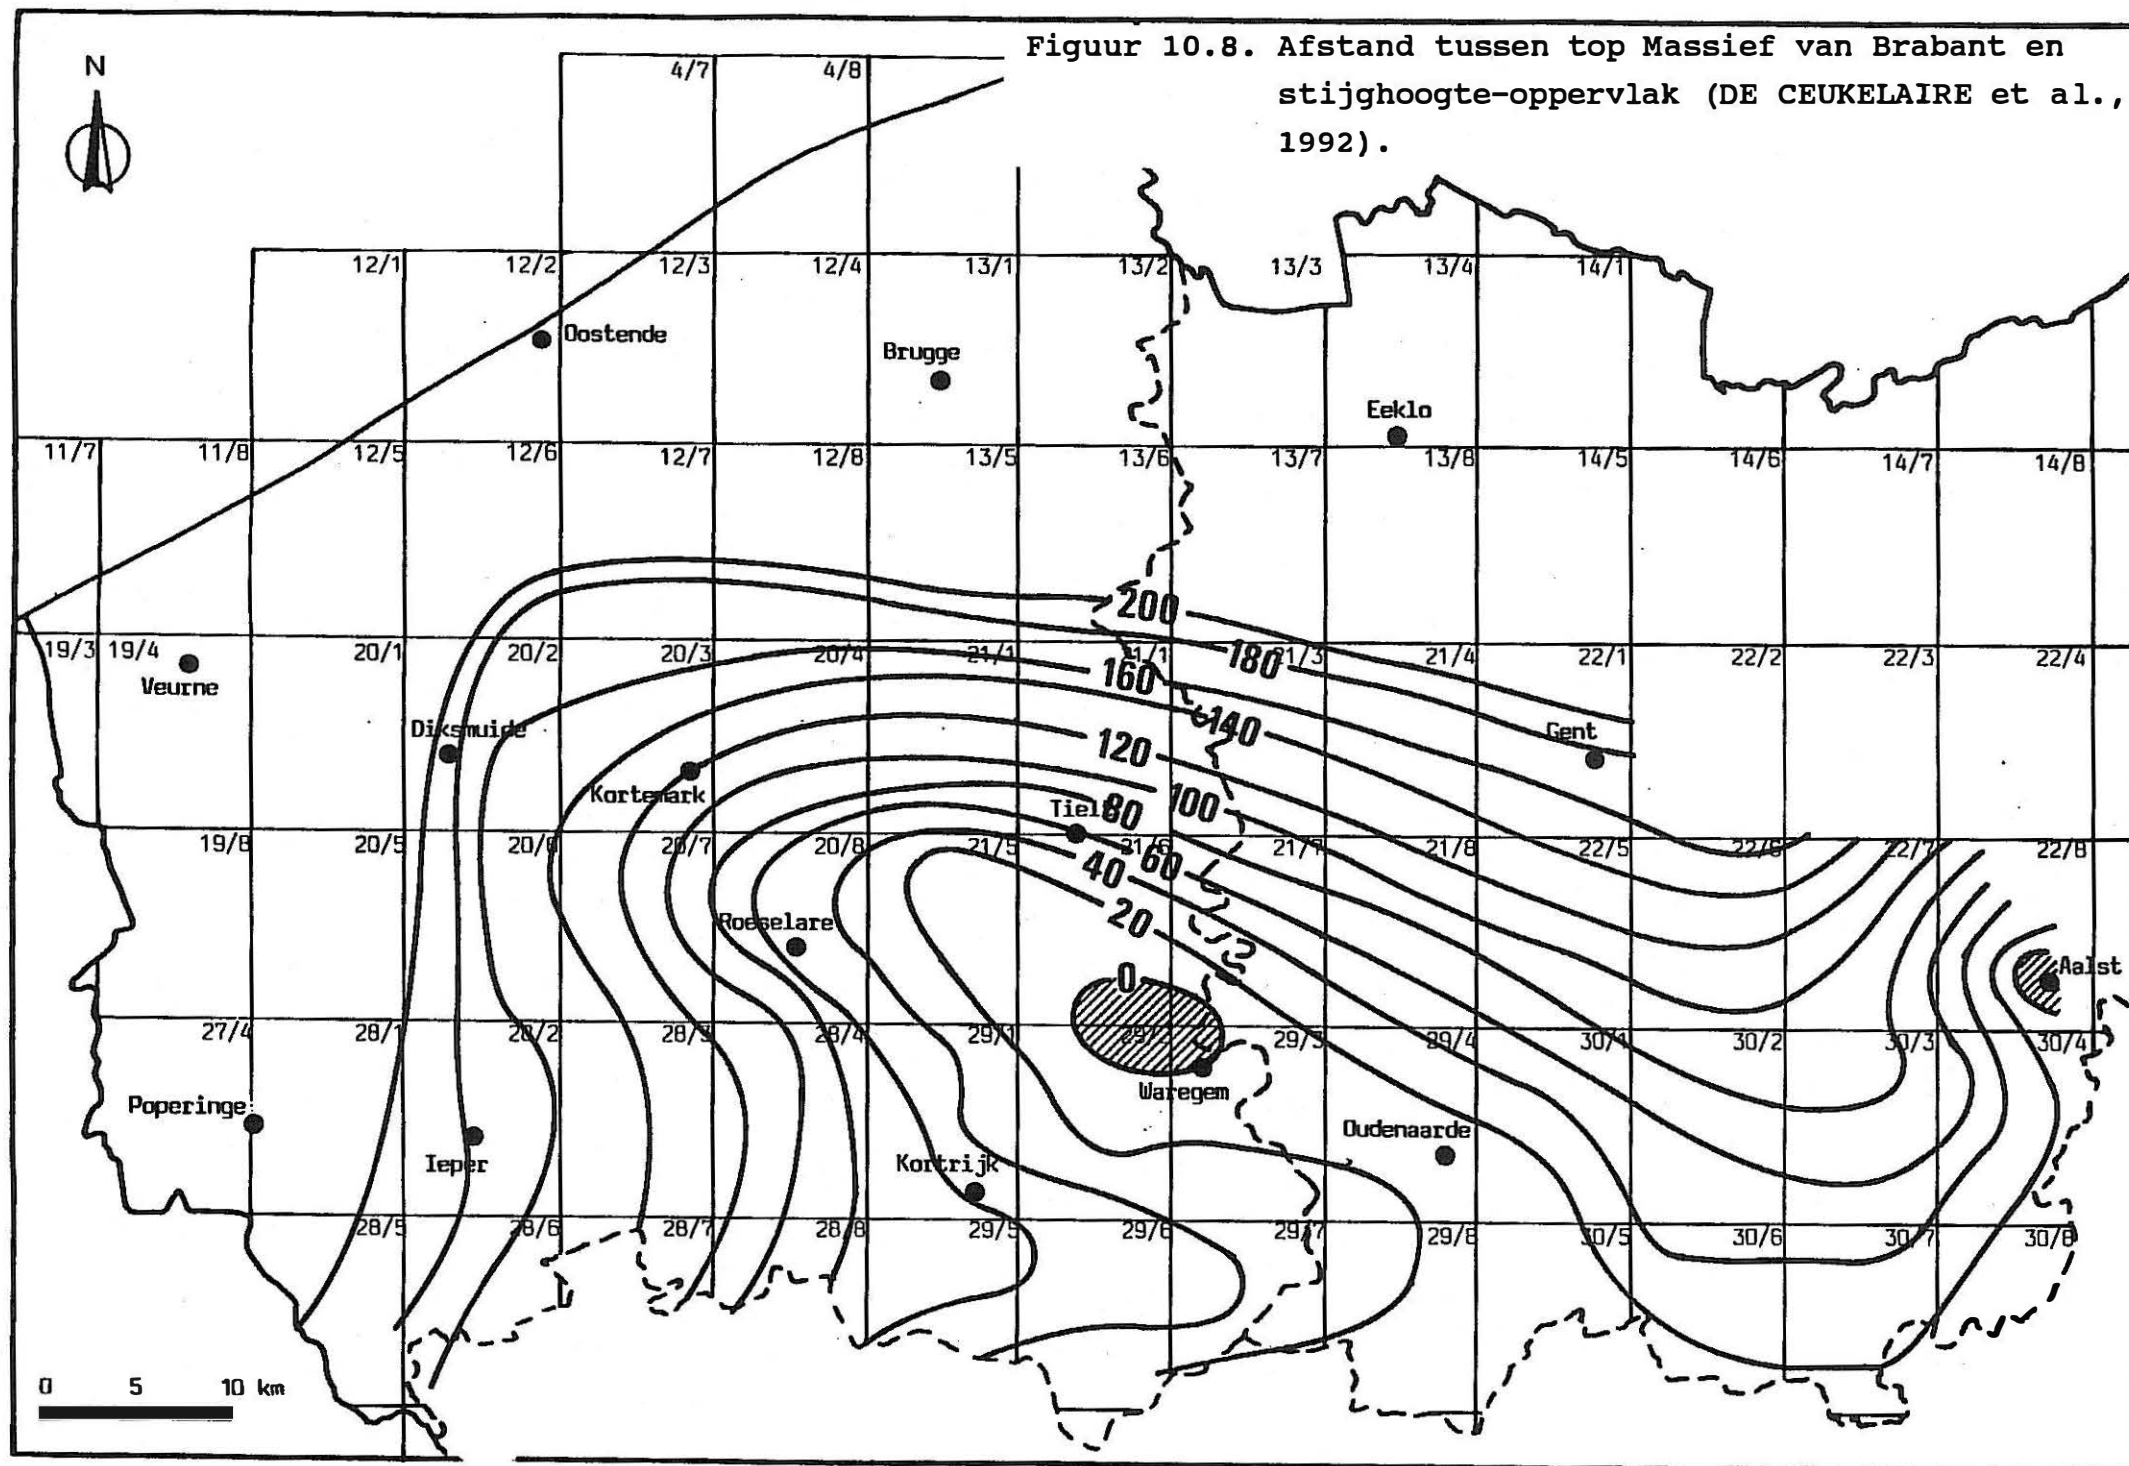 Figuur 10.8. Afstand tussen top Massief van Brabant en
stijghoogte-oppervlak (DE CEUKELAIRE et al.,
1992).
N
4/7 4/8
12/1 12/2 12/3 12/4 13/1 13/2 13/3 13/4 14/1
Oostende
Brugge
Eeklo
11/7 11/8 12/5 12/6 12/7 12/8 13/5 13/6 13/7 13/8 14/5 14/6 14/7 14/8
200
19/3 19/4 20/1 20/2 20/3 20/4 21/1 21/3 21/4 22/1 22/2 22/3 22/4
180
160
Veurne
140
Diksmuide
Gent
120
Kortemark
100
Tielt
80
19/8 20/5 20/6 20/7 20/8 21/5 21/6 21/7 21/8 22/5 22/6 22/7 22/8
60
40
20
Roeselare
0
Aalst
27/4 28/1 28/2 28/3 28/4 29/1 29/2 29/3 29/4 30/1 30/2 30/3 30/4
Waregem
Poperinge
Oudenaarde
Ieper
Kortrijk
28/5 28/6 28/7 28/8 29/5 29/6 29/7 29/8 30/5 30/6 30/7 30/8
0 5 10 km